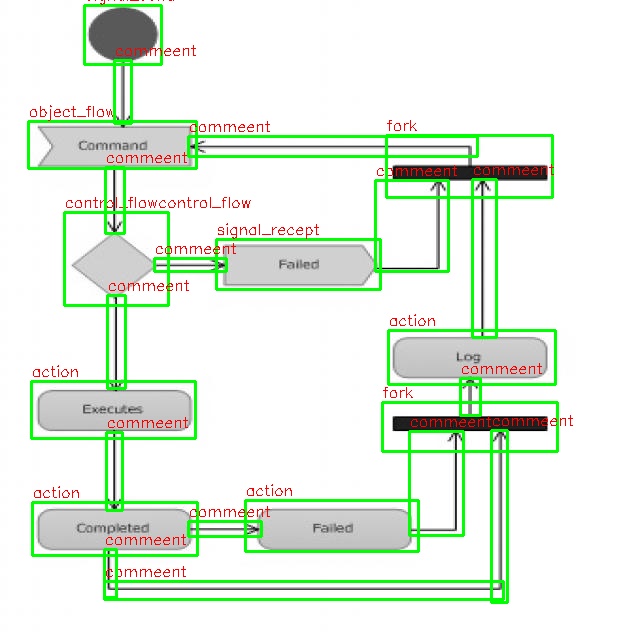 commeent
object_flow
commeent
fork
Command
commeent
commeent
commeent
control_flowcontrol_flow
signal_recept
commeent
Failed
commeent
action
Log
commeent
action
fork
Executes
commeent
commeentcommeent
action
action
commeent
Completed
Failed
commeent
commeent